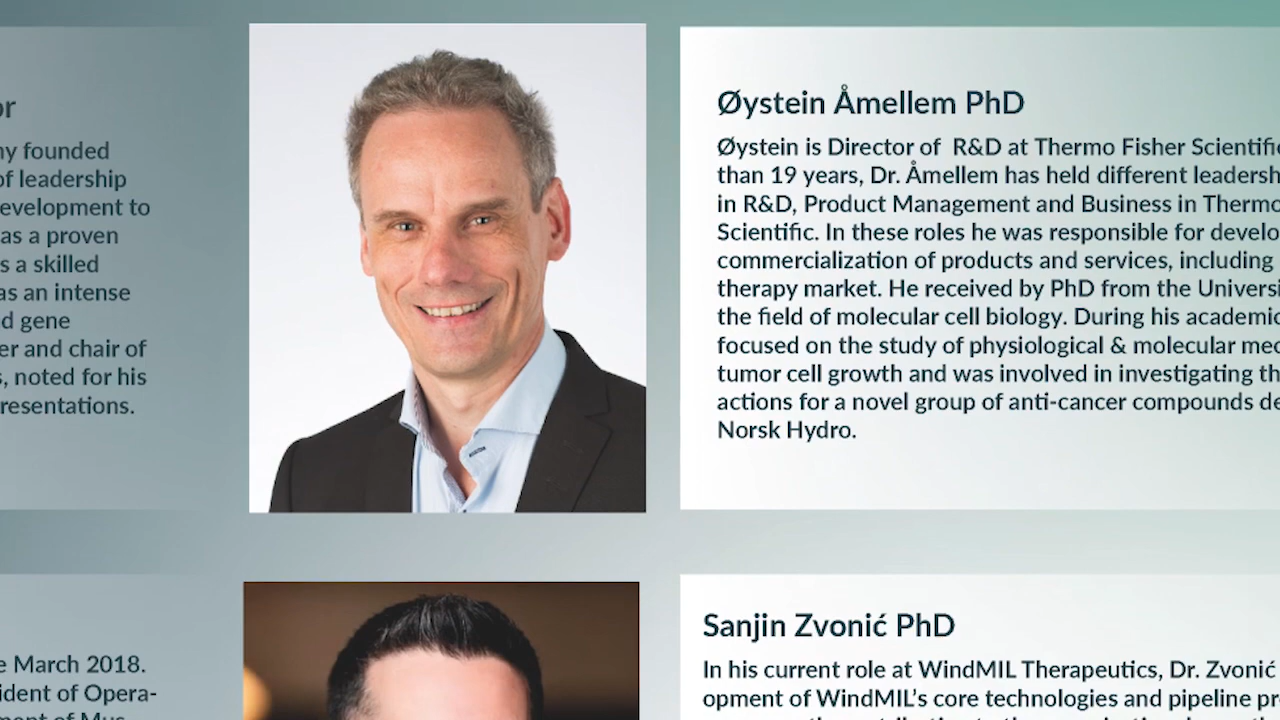 or
founded
of leadership
evelopment to
as a proven
s a skilled
as an intense
d gene
er and chair of
s, noted for his
resentations.
Øystein Åmellem PhD
Øystein is Director of R&D at Thermo Fisher Scientific
than 19 years, Dr. Åmellem has held different leadersh
in R&D, Product Management and Business in Thermo
Scientific. In these roles he was responsible for develo
commercialization of products and services, including
therapy market. He received by PhD from the Universi
the field of molecular cell biology. During his academic
focused on the study of physiological & molecular mec
tumor cell growth and was involved in investigating th
actions for a novel group of anti-cancer compounds de
Norsk Hydro.
e March 2018.
ident of Opera-
Sanjin Zvonić PhD
In his current role at WindMIL Therapeutics, Dr. Zvonić
opment of WindMIL's core technologies and pipeline pr